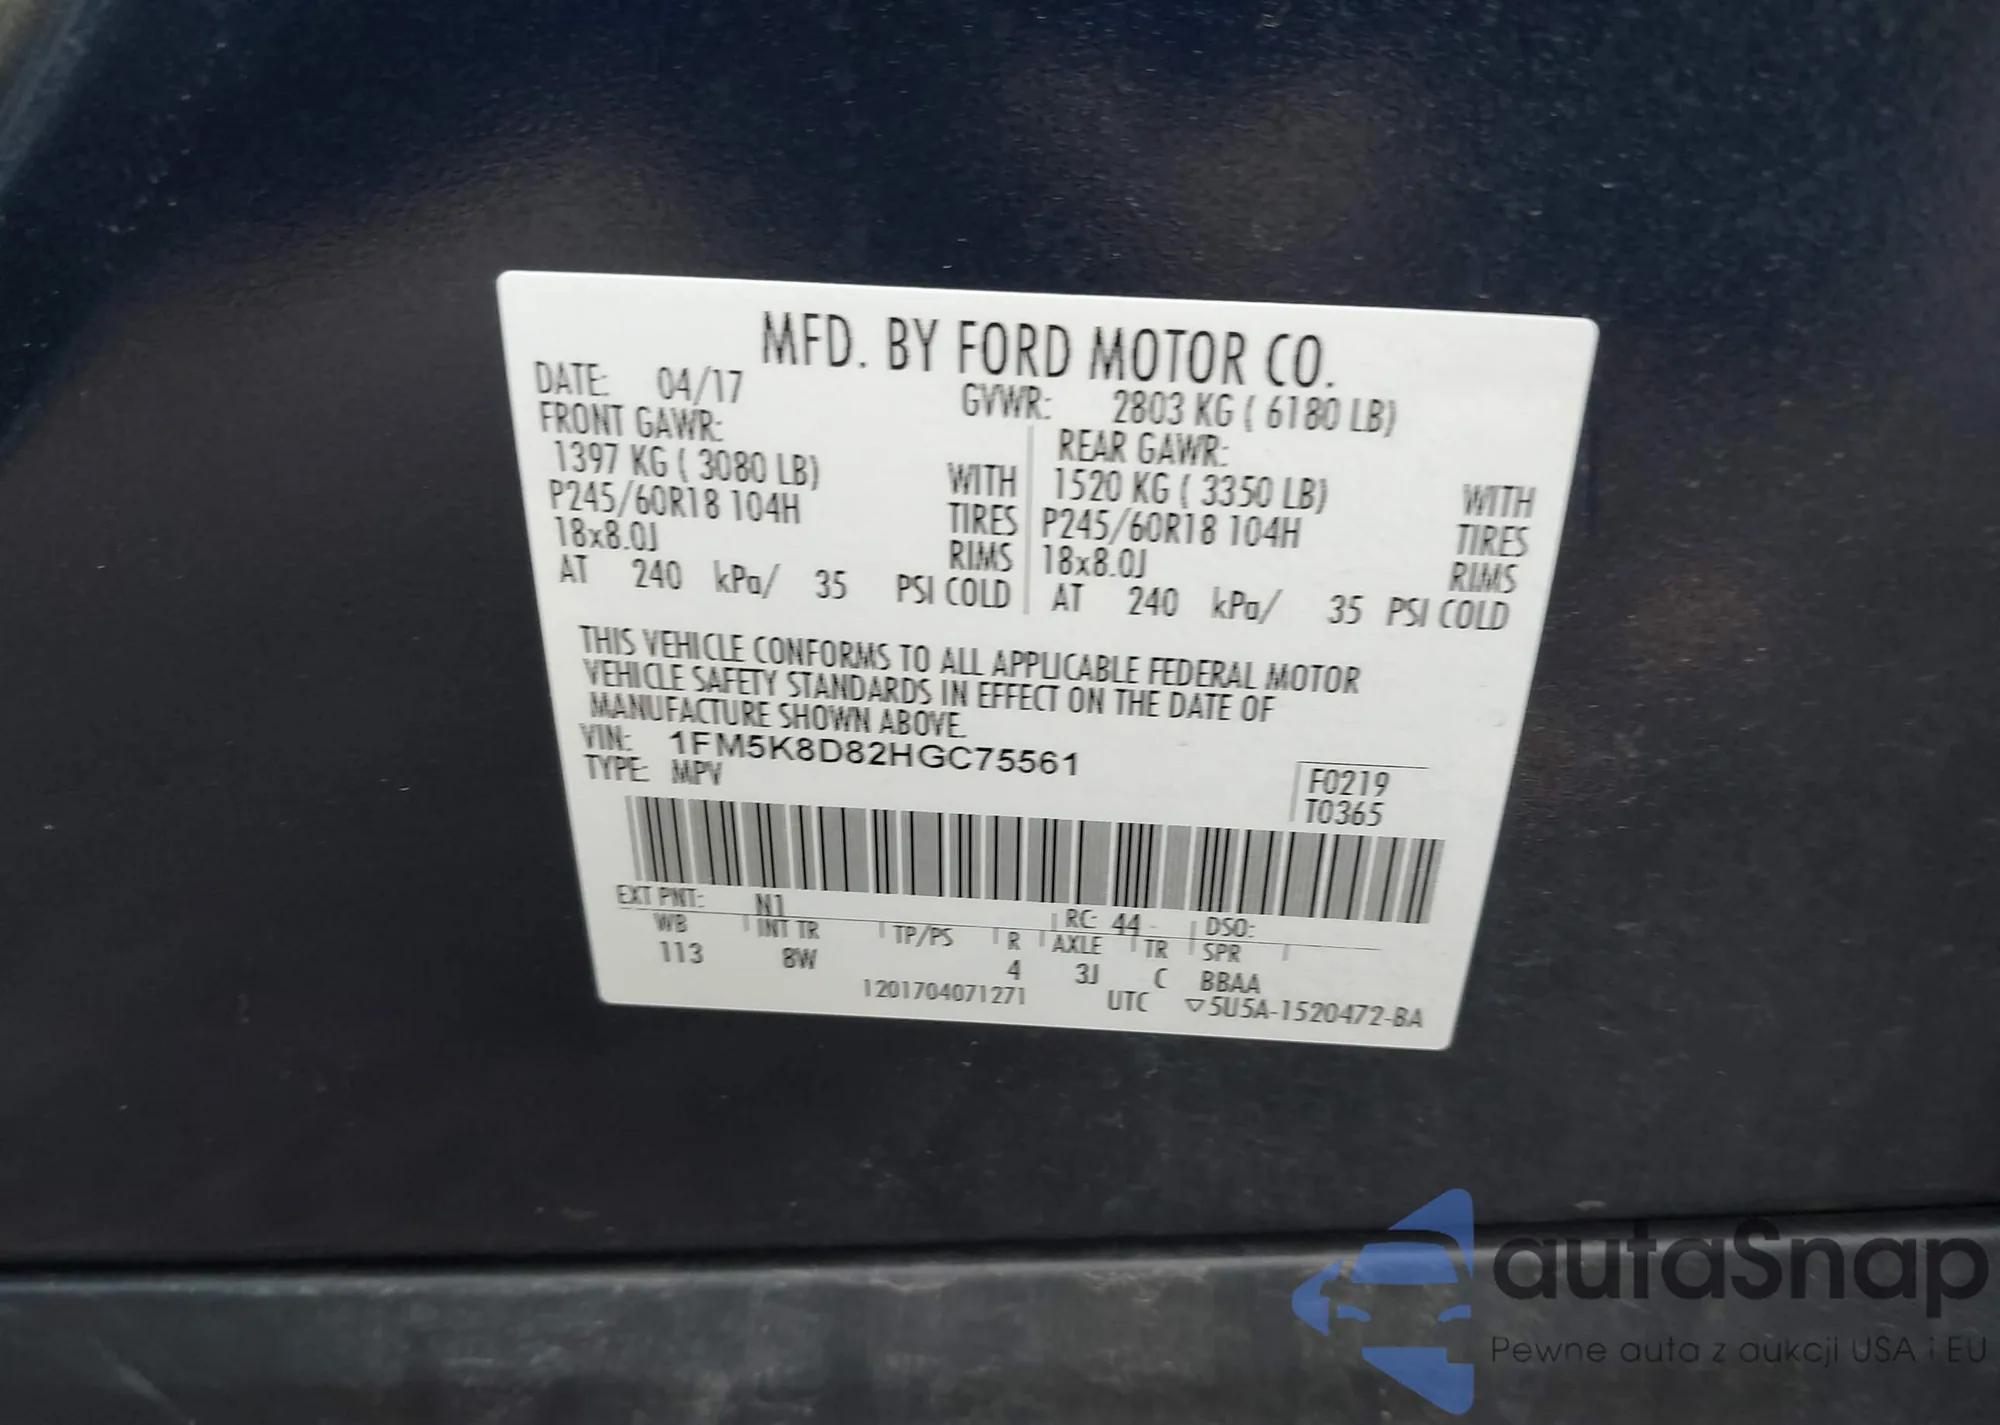 MFD. BY FORD MOTOR CO.
DATE: 04/17 GVWR: 2803 KG ( 6180 LB)
FRONT GAWR: REAR GAWR:
1397 KG ( 3080 LB) WITH 1520 KG ( 3350 LB) WITH
P245/60R18 104H TIRES P245/60R18 104H TIRES
18x8.0J RIMS 18x8.0J RIMS
AT 240 kPa/ 35 PSI COLD AT 240 kPa/ 35 PSI COLD
THIS VEHICLE CONFORMS TO ALL APPLICABLE FEDERAL MOTOR
VEHICLE SAFETY STANDARDS IN EFFECT ON THE DATE OF
MANUFACTURE SHOWN ABOVE.
VIN: 1FM5K8D82HGC75561
TYPE: MPV F0219
T0365
EXT PNT: N1 RC: 44 - DSO:
WB INT TR TP/PS R AXLE TR SPR
113 8W 4 3J C BBAA
1201704071271 UTC ▽5U5A-1520472-BA
autaSnap
Pewne auta z aukcji USA i EU